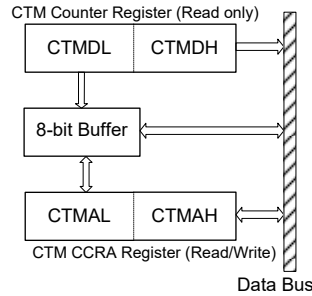 CTM Counter Register (Read only)
CTMDL CTMDH
8-bit Buffer
CTMAL CTMAH
CTM CCRA Register (Read/Write)
Data Bus